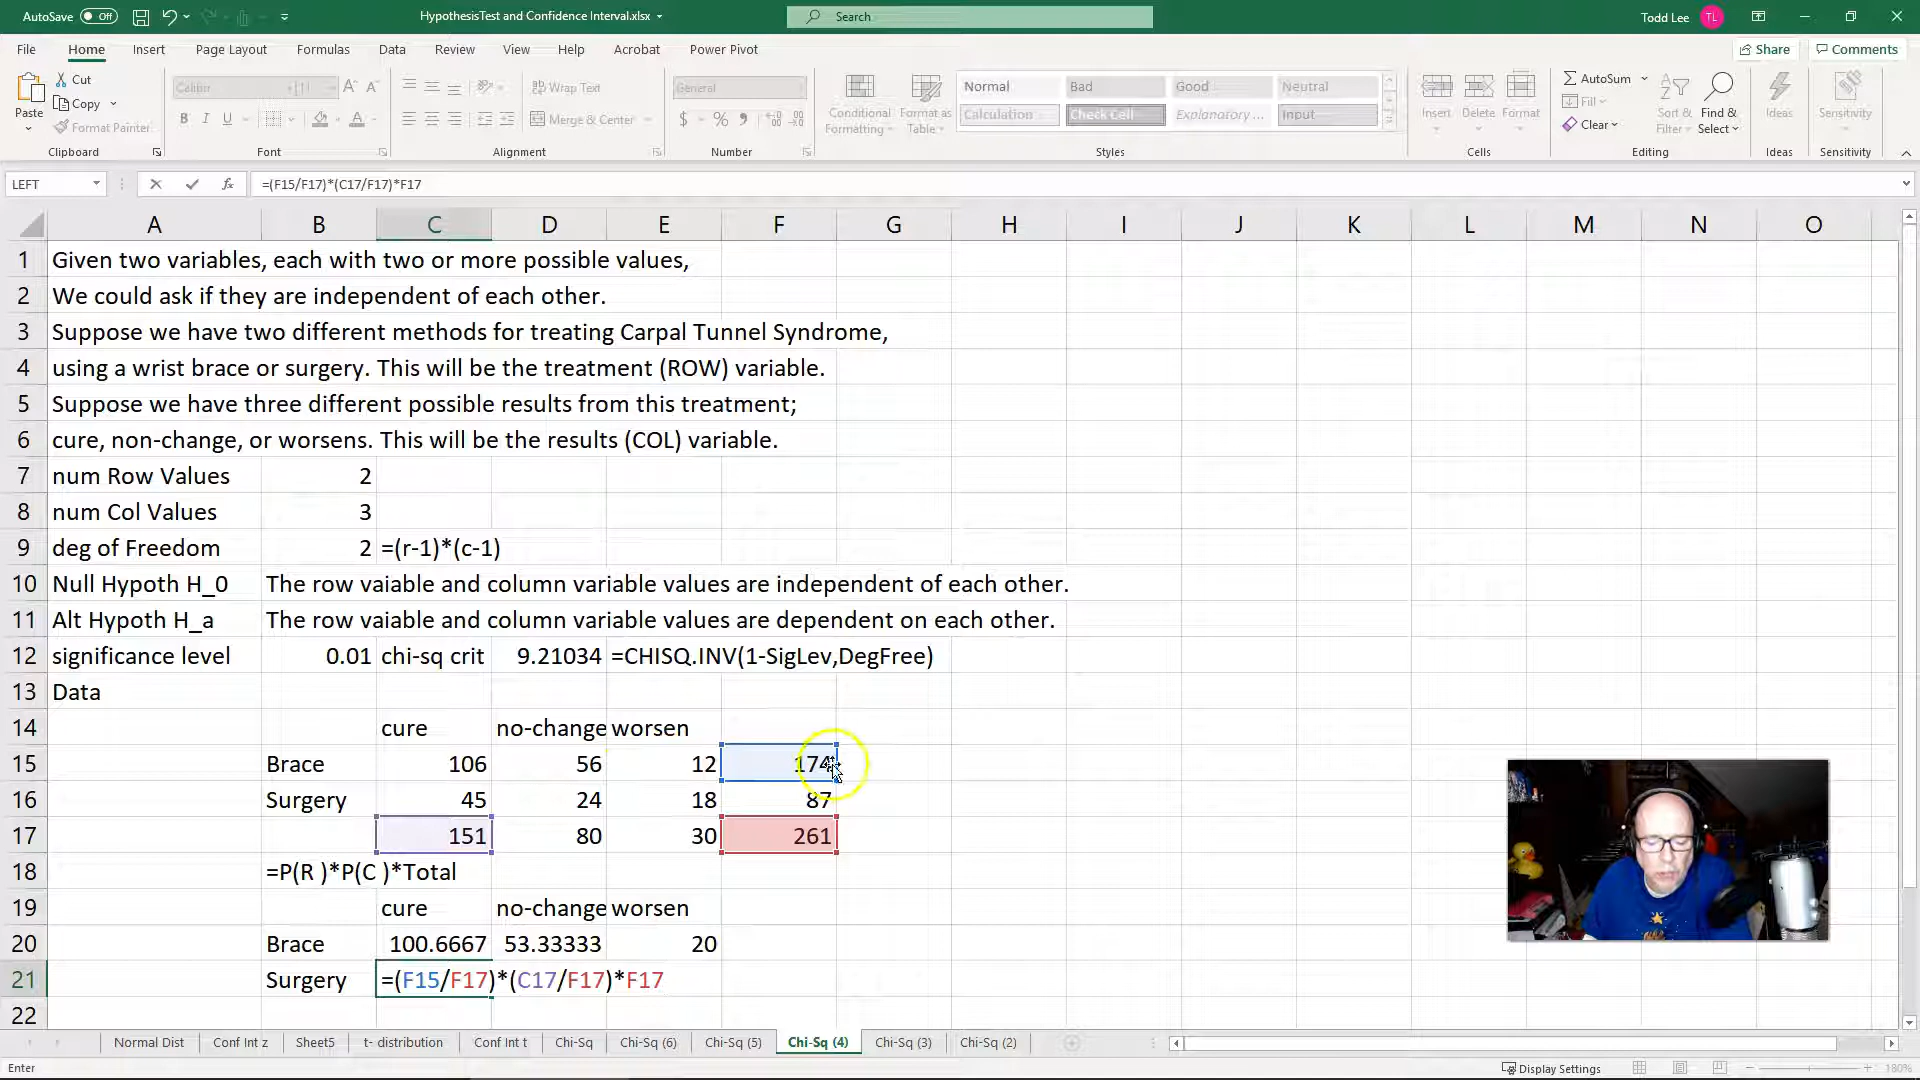 AutoSave Off HypothesisTest and Confidence Interval.xlsx Search Todd Lee TL
File Home Insert Page Layout Formulas Data Review View Help Acrobat Power Pivot Share Comments
Paste Cut Copy Format Painter Clipboard
Calibri 11 A A B I U A Font
Wrap Text Merge & Center Alignment
General $ % Number
Conditional Formatting Format as Table
Normal Bad Good Neutral
Calculation Check Cell Explanatory ... Input
Styles
Insert Delete Format Cells
AutoSum Fill Clear Sort & Filter Find & Select Editing
Ideas Ideas
Sensitivity Sensitivity
LEFT fx =(F15/F17)*(C17/F17)*F17
A B C D E F G H I J K L M N O
1 Given two variables, each with two or more possible values,
2 We could ask if they are independent of each other.
3 Suppose we have two different methods for treating Carpal Tunnel Syndrome,
4 using a wrist brace or surgery. This will be the treatment (ROW) variable.
5 Suppose we have three different possible results from this treatment;
6 cure, non-change, or worsens. This will be the results (COL) variable.
7 num Row Values 2
8 num Col Values 3
9 deg of Freedom 2 =(r-1)*(c-1)
10 Null Hypoth H_0 The row vaiable and column variable values are independent of each other.
11 Alt Hypoth H_a The row vaiable and column variable values are dependent on each other.
12 significance level 0.01 chi-sq crit 9.21034 =CHISQ.INV(1-SigLev,DegFree)
13 Data
14 cure no-change worsen
15 Brace 106 56 12 174
16 Surgery 45 24 18 87
17 151 80 30 261
18 =P(R )*P(C )*Total
19 cure no-change worsen
20 Brace 100.6667 53.33333 20
21 Surgery =(F15/F17)*(C17/F17)*F17
22
Normal Dist Conf Int z Sheet5 t- distribution Conf Int t Chi-Sq Chi-Sq (6) Chi-Sq (5) Chi-Sq (4) Chi-Sq (3) Chi-Sq (2)
Enter Display Settings 180%